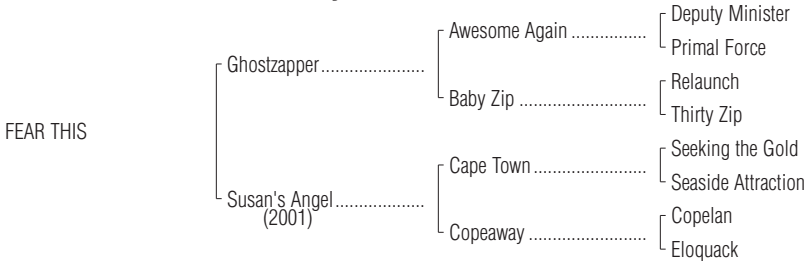 Deputy Minister
Awesome Again ................
Primal Force
Ghostzapper......................
Relaunch
Baby Zip ...........................
Thirty Zip
FEAR THIS
Seeking the Gold
Cape Town........................
Seaside Attraction
Susan's Angel...................
(2001)
Copelan
Copeaway .........................
Eloquack